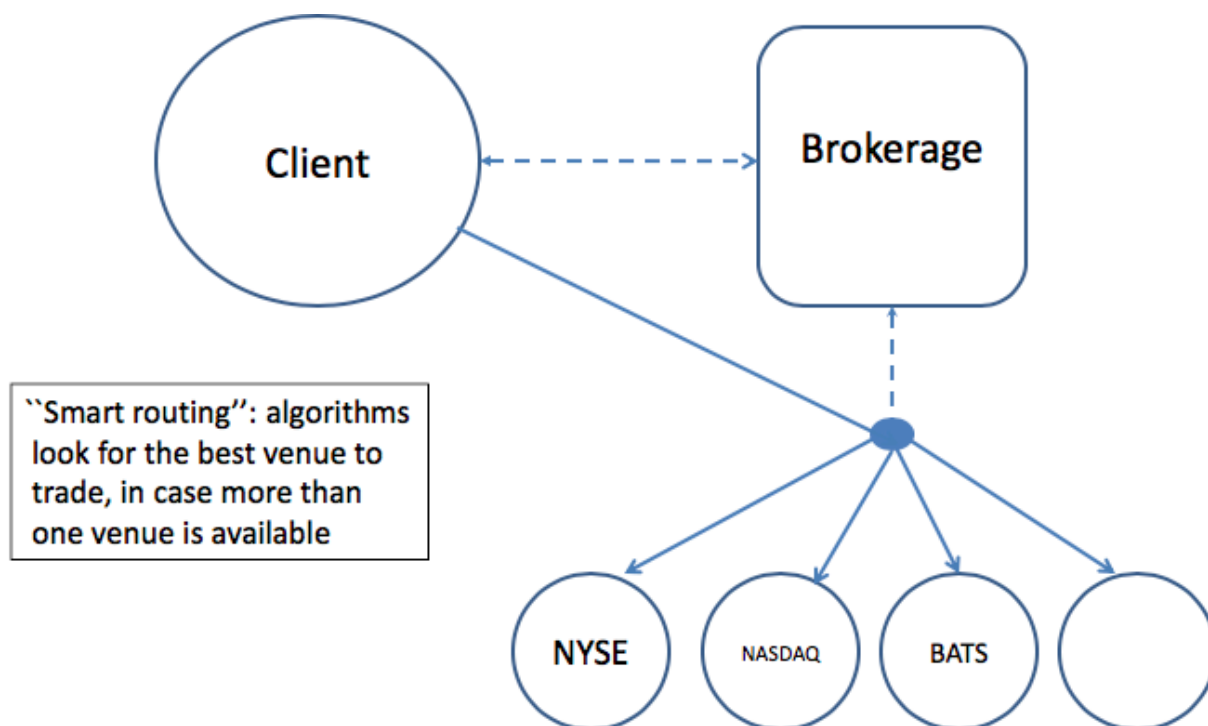 Client
Brokerage
``Smart routing’’: algorithms
look for the best venue to
trade, in case more than
one venue is available
NYSE
NASDAQ
BATS